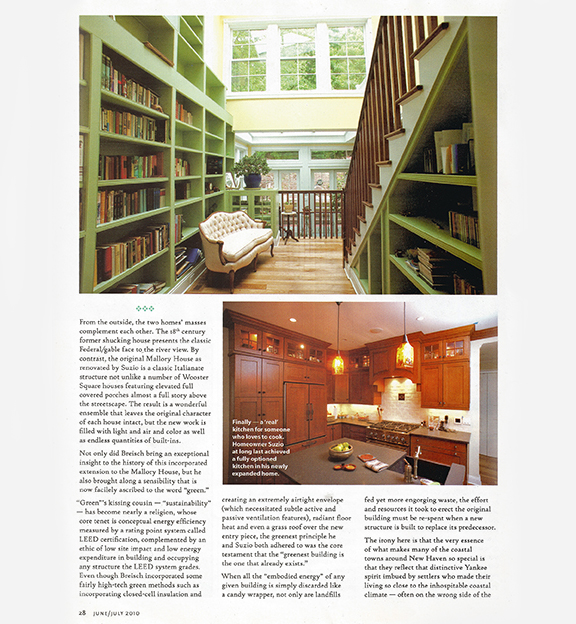 From the outside, the two homes' masses
complement each other. The 18th century
former shucking house presents the classic
Federal/gable face to the river view. By
contrast, the original Mallory House as
renovated by Suzio is a classic Italianate
structure not unlike a number of Wooster
Square houses featuring elevated full
covered porches almost a full story above
the streetscape. The result is a wonderful
ensemble that leaves the original character
of each house intact, but the new work is
filled with light and air and color as well
as endless quantities of built-ins.
Not only did Breisch bring an exceptional
insight to the history of this incorporated
extension to the Mallory House, but he
also brought along a sensibility that is
now facilely ascribed to the word "green."
"Green"'s kissing cousin — "sustainability"
— has become nearly a religion, whose
core tenet is conceptual energy efficiency
measured by a rating point system called
LEED certification, complemented by an
ethic of low site impact and low energy
expenditure in building and occupying
any structure the LEED system grades.
Even though Breisch incorporated some
fairly high-tech green methods such as
incorporating closed-cell insulation and
Finally — a 'real'
kitchen for someone
who loves to cook.
Homeowner Suzio
at long last achieved
a fully optioned
kitchen in his newly
expanded home.
creating an extremely airtight envelope
(which necessitated subtle active and
passive ventilation features), radiant floor
heat and even a grass roof over the new
entry piece, the greenest principle he
and Suzio both adhered to was the core
testament that the "greenest building is
the one that already exists."
When all the "embodied energy" of any
given building is simply discarded like
a candy wrapper, not only are landfills
fed yet more engorging waste, the effort
and resources it took to erect the original
building must be re-spent when a new
structure is built to replace its predecessor.
The irony here is that the very essence
of what makes many of the coastal
towns around New Haven so special is
that they reflect that distinctive Yankee
spirit imbued by settlers who made their
living so close to the inhospitable coastal
climate — often on the wrong side of the
28 JUNE/JULY 2010